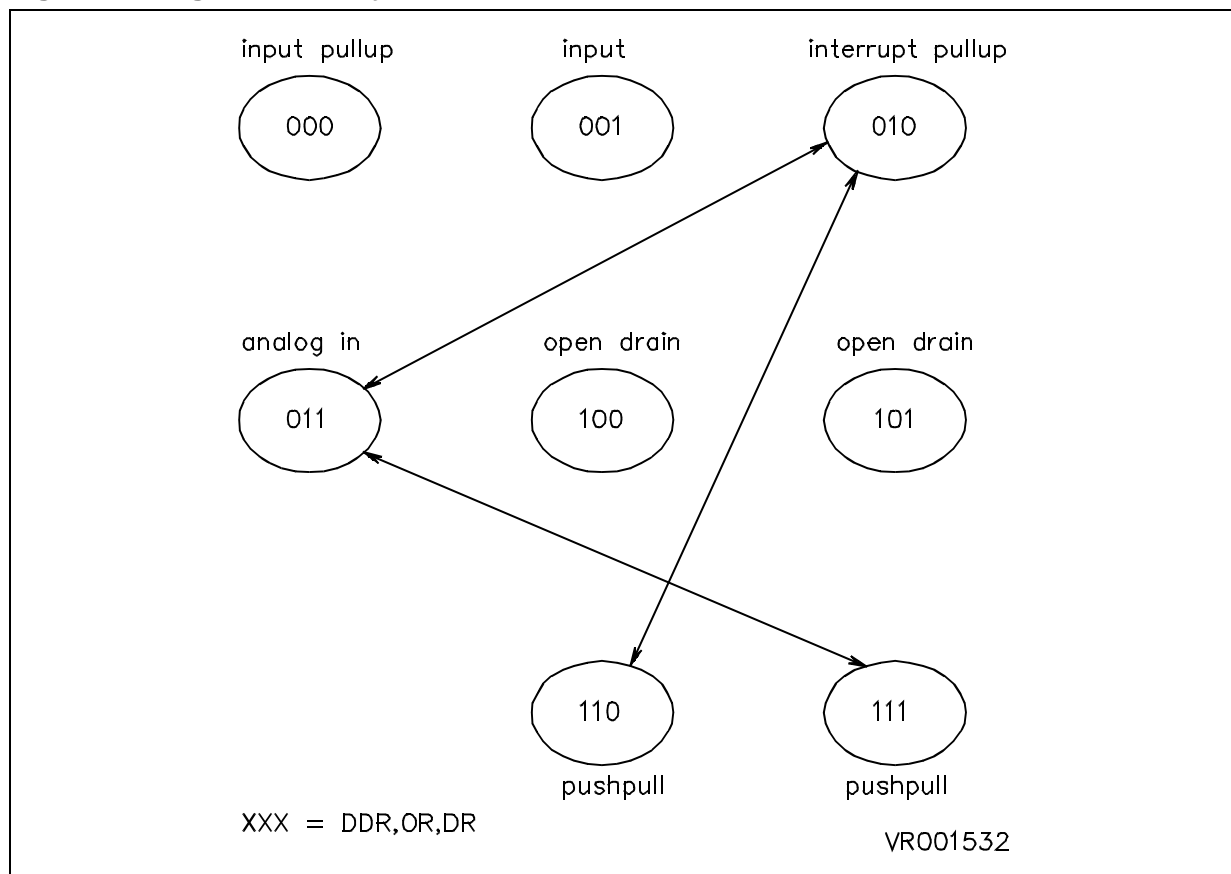 input pullup input interrupt pullup
000 001 010
analog in open drain open drain
011 100 101
110 111
pushpull pushpull
XXX = DDR,OR,DR
VR001532